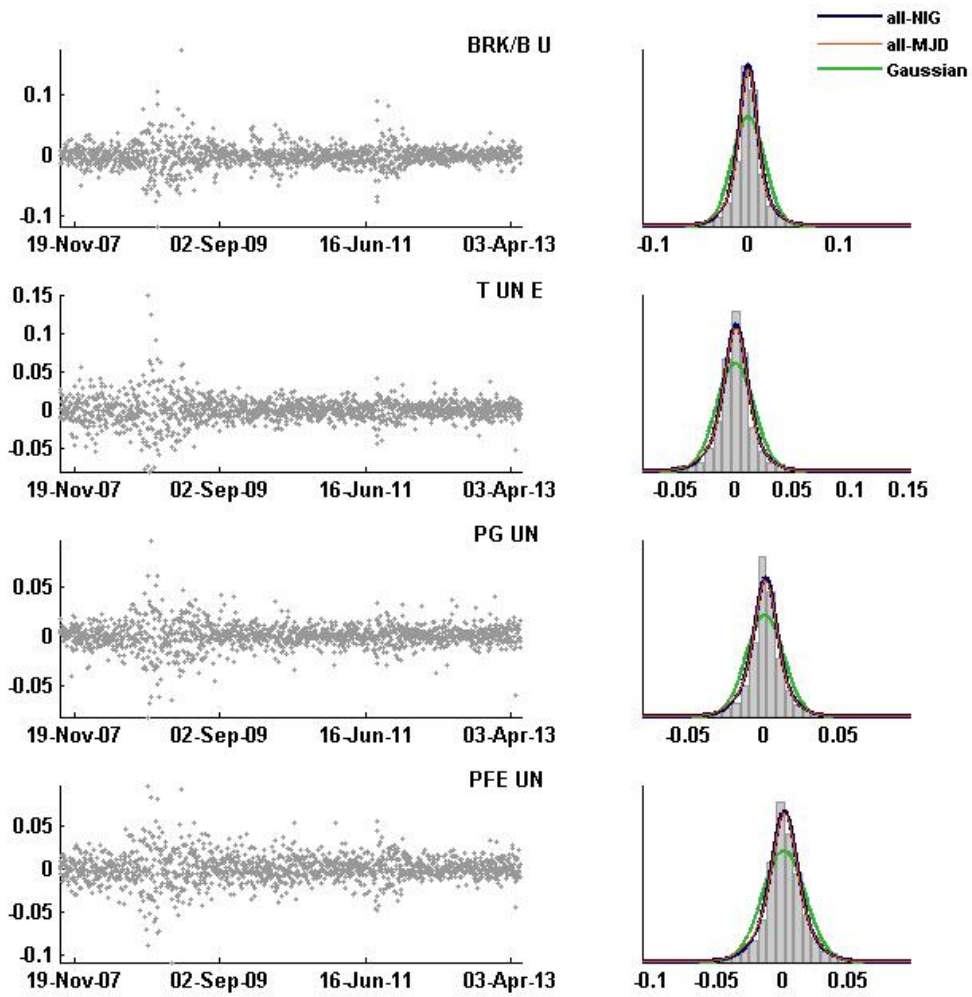 all-NIG
all-MJD
Gaussian
BRK/B U
0.1
0
-0.1
19-Nov-07 02-Sep-09 16-Jun-11 03-Apr-13
-0.1 0 0.1
T UN E
0.15
0.1
0.05
0
-0.05
19-Nov-07 02-Sep-09 16-Jun-11 03-Apr-13
-0.05 0 0.05 0.1 0.15
PG UN
0.05
0
-0.05
19-Nov-07 02-Sep-09 16-Jun-11 03-Apr-13
-0.05 0 0.05
PFE UN
0.05
0
-0.05
-0.1
19-Nov-07 02-Sep-09 16-Jun-11 03-Apr-13
-0.1 -0.05 0 0.05